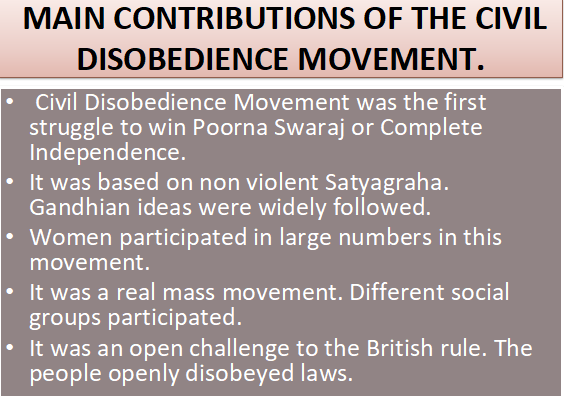 MAIN CONTRIBUTIONS OF THE CIVIL
DISOBEDIENCE MOVEMENT.
• Civil Disobedience Movement was the first
struggle to win Poorna Swaraj or Complete
Independence.
• It was based on non violent Satyagraha.
Gandhian ideas were widely followed.
• Women participated in large numbers in this
movement.
• It was a real mass movement. Different social
groups participated.
• It was an open challenge to the British rule. The
people openly disobeyed laws.